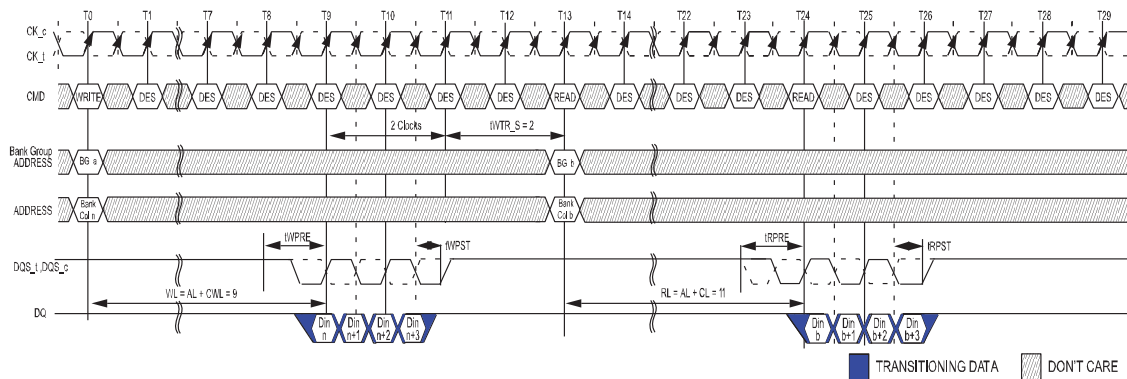 T0 T1 T7 T8 T9 T10 T11 T12 T13 T14 T22 T23 T24 T25 T26 T27 T28 T29
CK_c
CK_t
CMD WRITE DES DES DES DES DES DES DES READ DES DES DES READ DES DES DES DES DES
2 Clocks tWTR_S = 2
Bank Group
ADDRESS
BG a BG b
ADDRESS
Bank
Col n
Bank
Col b
tWPRE tWPST tRPRE tRPST
DQS_t ,DQS_c
WL = AL + CWL = 9 RL = AL + CL = 11
DQ
Din
n
Din
n+1
Din
n+2
Din
n+3
Din
b
Din
b+1
Din
b+2
Din
b+3
TRANSITIONING DATA DON'T CARE